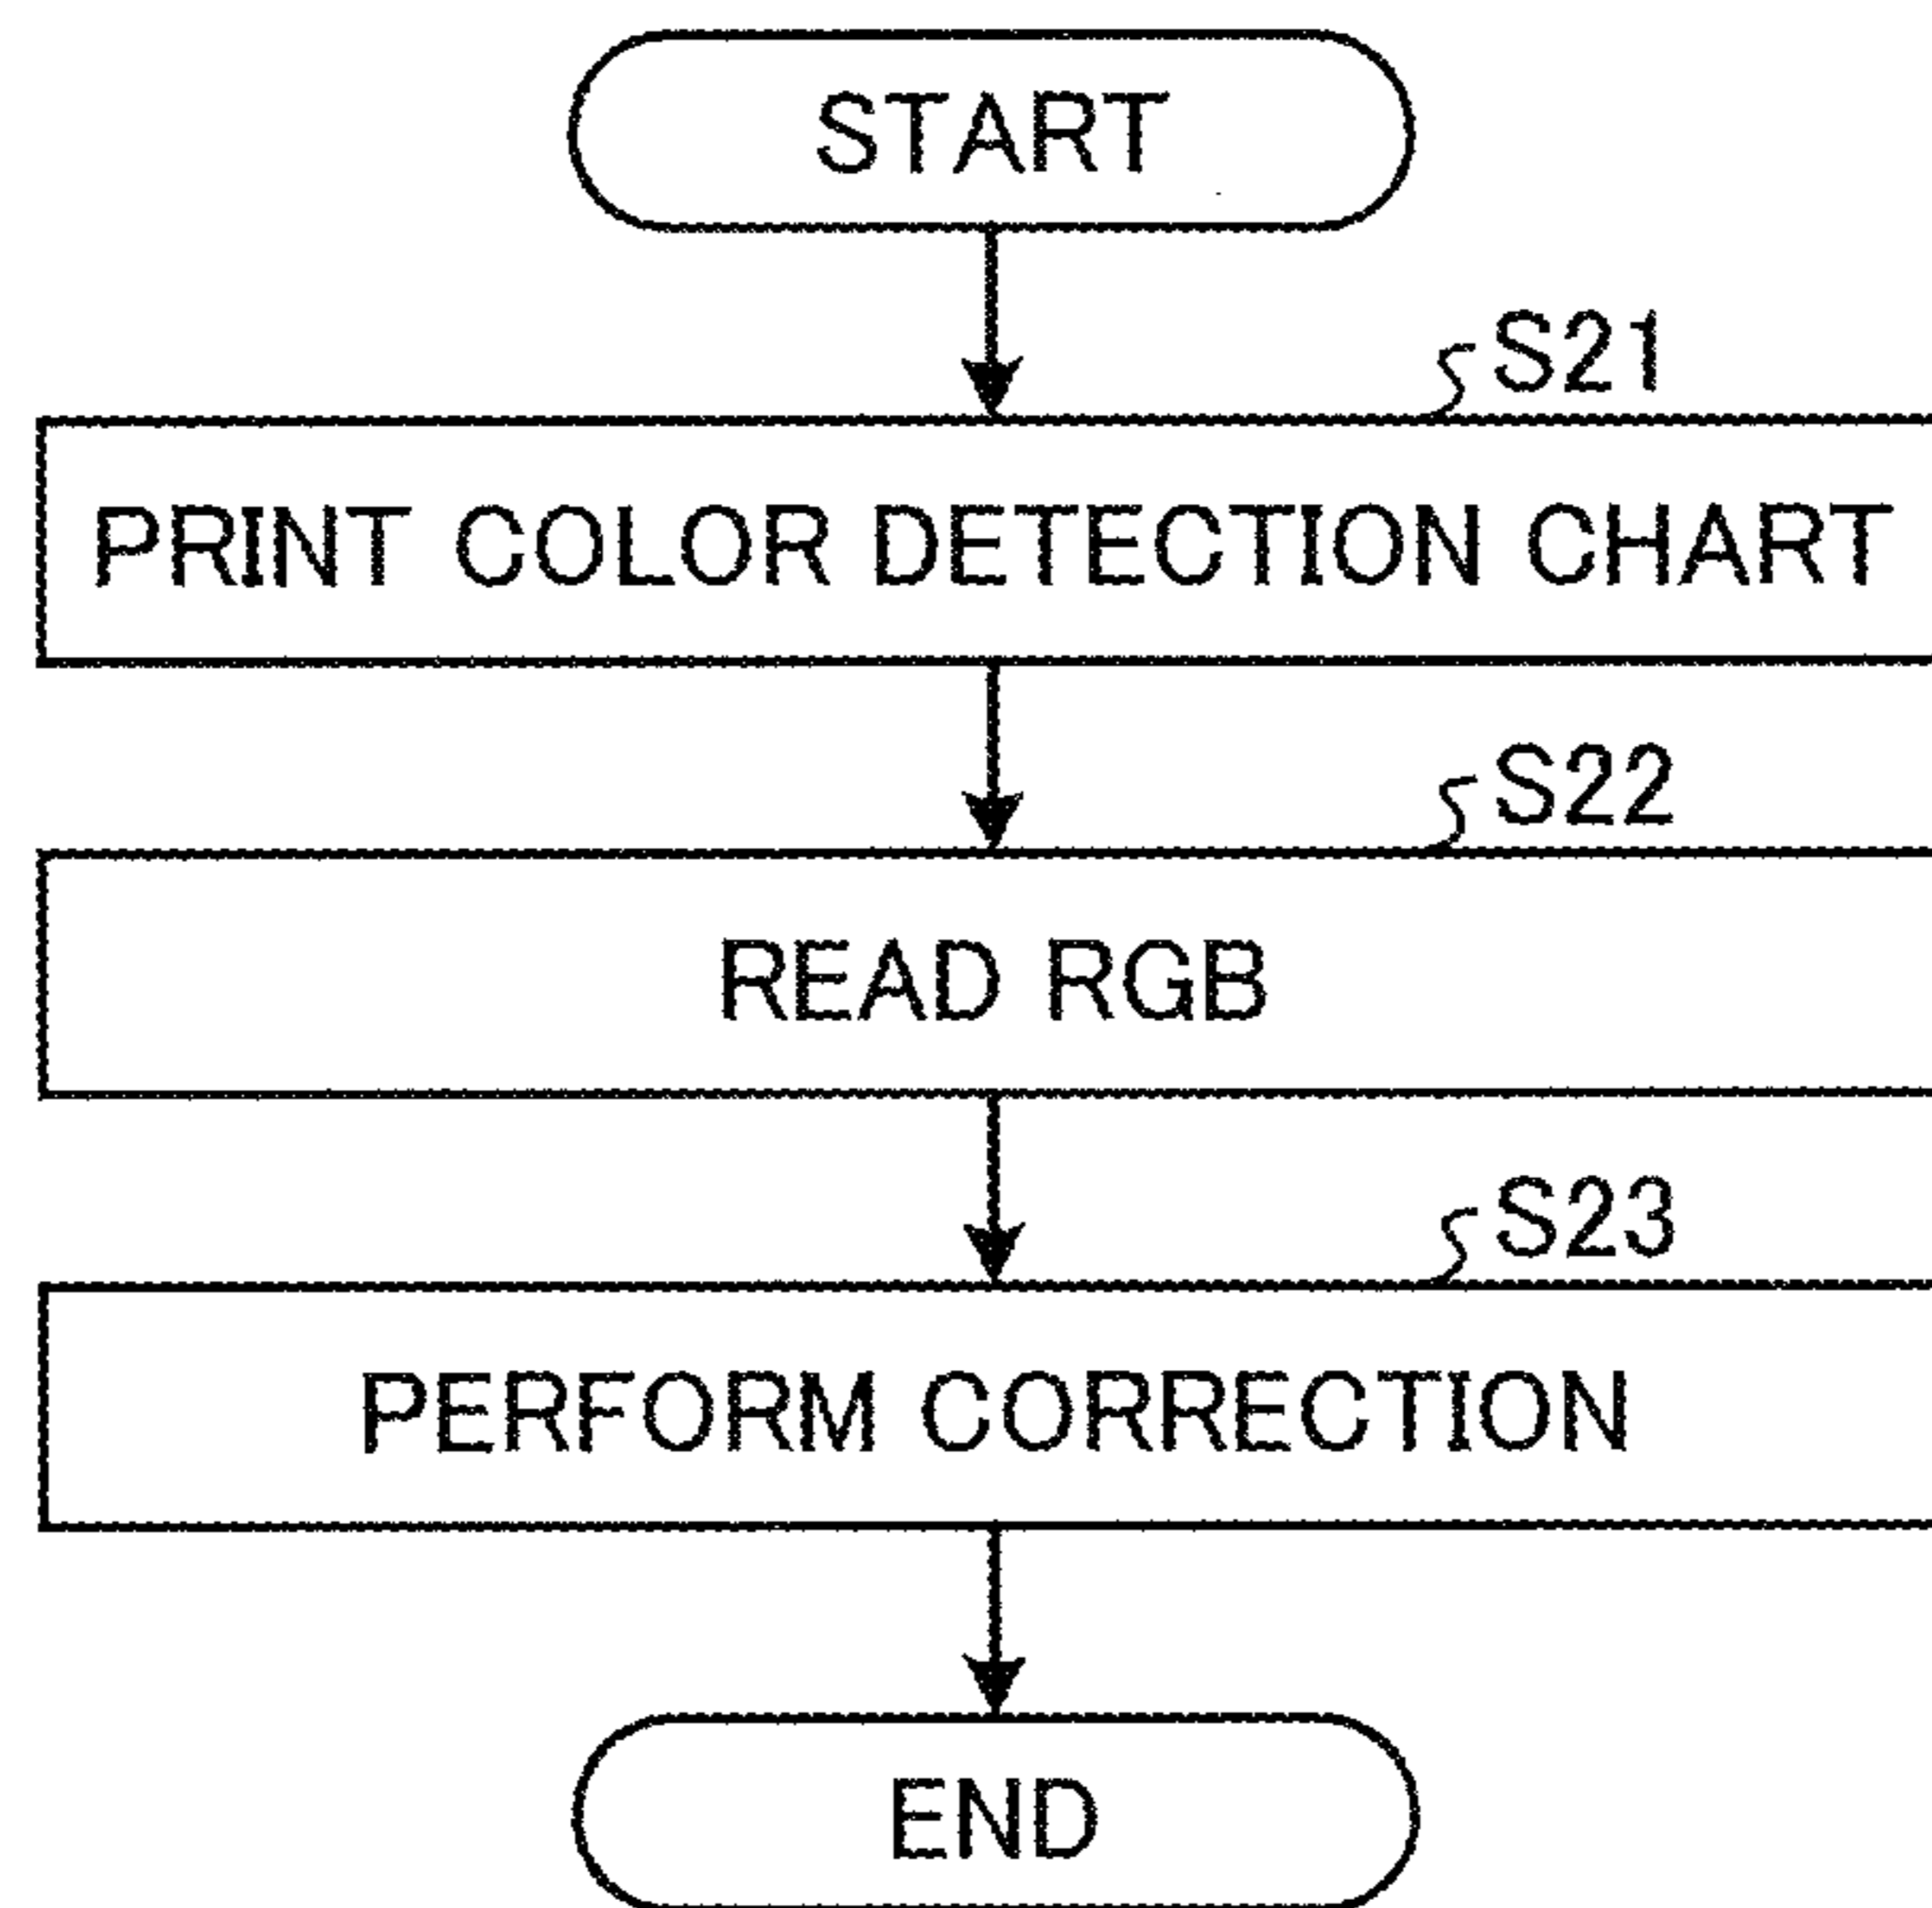 START
S21
PRINT COLOR DETECTION CHART
S22
READ RGB
S23
PERFORM CORRECTION
END